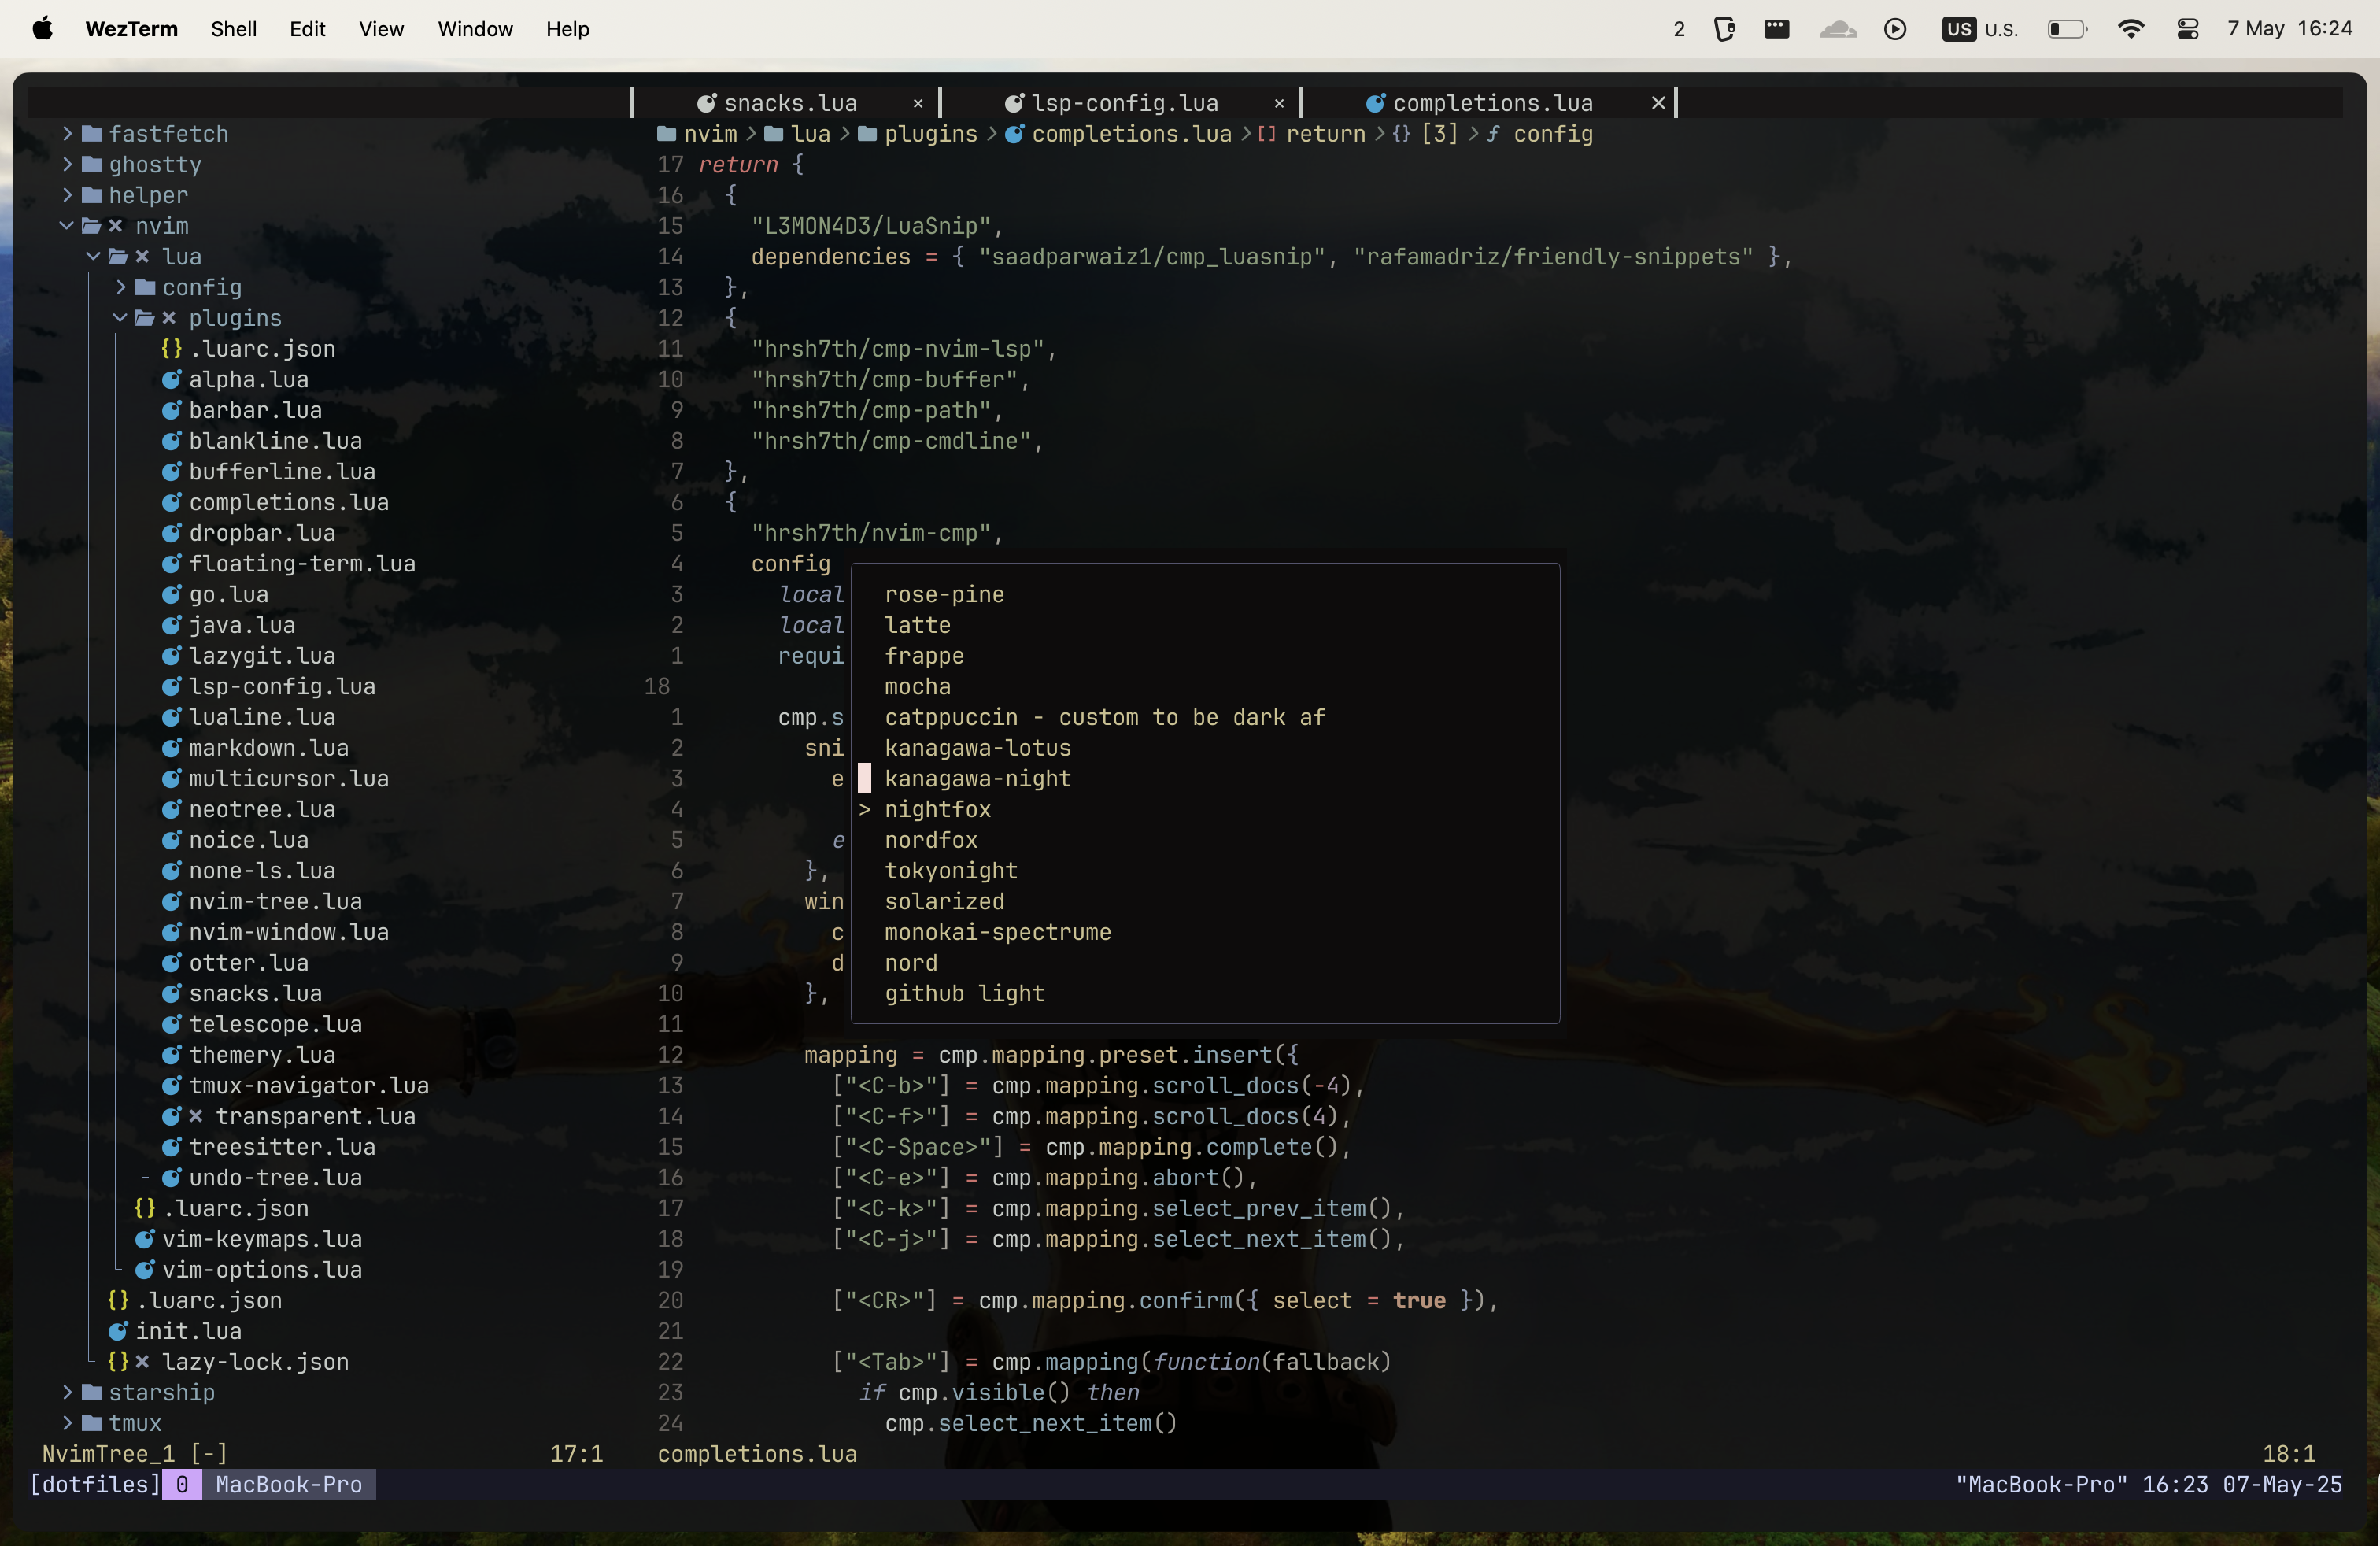 WezTerm Shell Edit View Window Help 2 US U.S. 7 May 16:24
snacks.lua × lsp-config.lua × completions.lua ×
fastfetch
ghostty
helper
nvim
lua
config
plugins
.luarc.json
alpha.lua
barbar.lua
blankline.lua
bufferline.lua
completions.lua
dropbar.lua
floating-term.lua
go.lua
java.lua
lazygit.lua
lsp-config.lua
lualine.lua
markdown.lua
multicursor.lua
neotree.lua
noice.lua
none-ls.lua
nvim-tree.lua
nvim-window.lua
otter.lua
snacks.lua
telescope.lua
themery.lua
tmux-navigator.lua
transparent.lua
treesitter.lua
undo-tree.lua
.luarc.json
vim-keymaps.lua
vim-options.lua
.luarc.json
init.lua
lazy-lock.json
starship
tmux
NvimTree_1 [-] 17:1
nvim > lua > plugins > completions.lua > [] return > {} [3] > ƒ config
17 return {
16 {
15 "L3MON4D3/LuaSnip",
14 dependencies = { "saadparwaiz1/cmp_luasnip", "rafamadriz/friendly-snippets" },
13 },
12 {
11 "hrsh7th/cmp-nvim-lsp",
10 "hrsh7th/cmp-buffer",
9 "hrsh7th/cmp-path",
8 "hrsh7th/cmp-cmdline",
7 },
6 {
5 "hrsh7th/nvim-cmp",
4 config
3 local
2 local
1 requi
18
1 cmp.s
2 sni
3 e
4
5 e
6 },
7 win
8 c
9 d
10 },
11
rose-pine
latte
frappe
mocha
catppuccin - custom to be dark af
kanagawa-lotus
kanagawa-night
> nightfox
nordfox
tokyonight
solarized
monokai-spectrume
nord
github light
12 mapping = cmp.mapping.preset.insert({
13 ["<C-b>"] = cmp.mapping.scroll_docs(-4),
14 ["<C-f>"] = cmp.mapping.scroll_docs(4),
15 ["<C-Space>"] = cmp.mapping.complete(),
16 ["<C-e>"] = cmp.mapping.abort(),
17 ["<C-k>"] = cmp.mapping.select_prev_item(),
18 ["<C-j>"] = cmp.mapping.select_next_item(),
19
20 ["<CR>"] = cmp.mapping.confirm({ select = true }),
21
22 ["<Tab>"] = cmp.mapping(function(fallback)
23 if cmp.visible() then
24 cmp.select_next_item()
completions.lua 18:1
[dotfiles] 0 MacBook-Pro "MacBook-Pro" 16:23 07-May-25